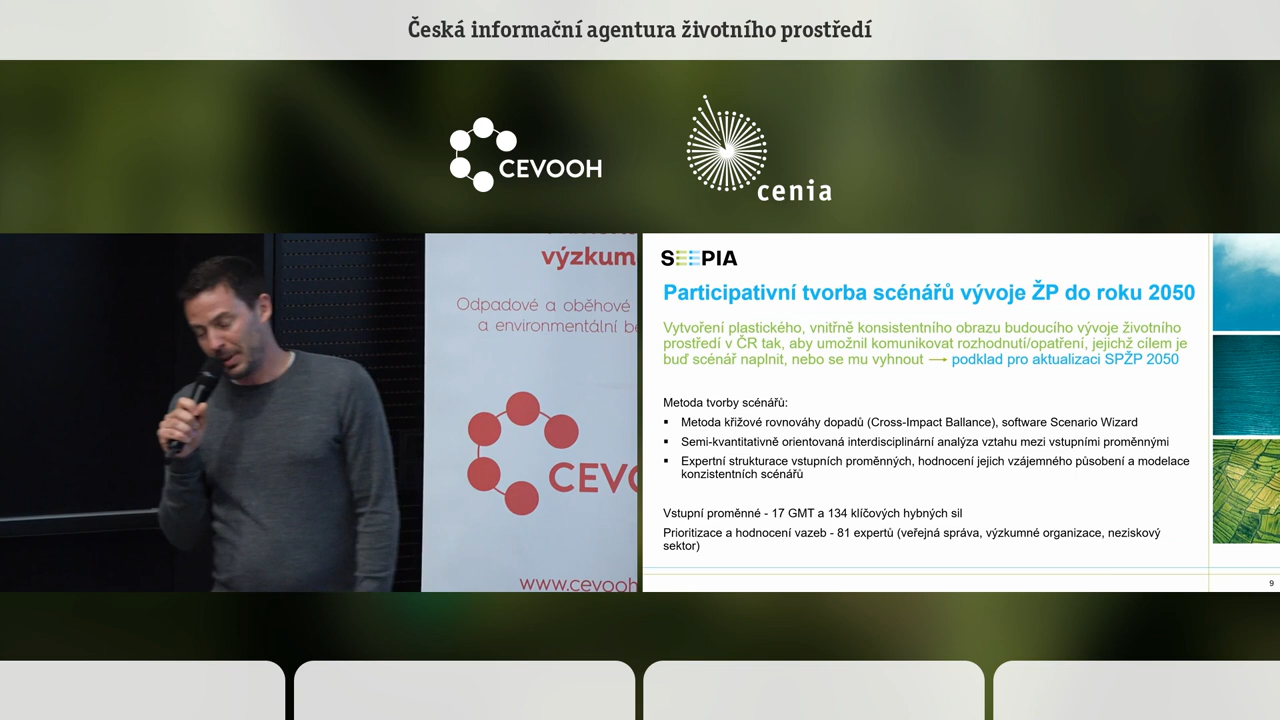 Česká informační agentura životního prostředí
CEVOOH
cenia
výzkum
Odpadové a oběhové
a environmentální be
CEVO
www.cevooh
SEEPIA
Participativní tvorba scénářů vývoje ŽP do roku 2050
Vytvoření plastického, vnitřně konsistentního obrazu budoucího vývoje životního
prostředí v ČR tak, aby umožnil komunikovat rozhodnutí/opatření, jejichž cílem je
buď scénář naplnit, nebo se mu vyhnout → podklad pro aktualizaci SPŽP 2050
Metoda tvorby scénářů:
▪ Metoda křížové rovnováhy dopadů (Cross-Impact Ballance), software Scenario Wizard
▪ Semi-kvantitativně orientovaná interdisciplinární analýza vztahu mezi vstupními proměnnými
▪ Expertní strukturace vstupních proměnných, hodnocení jejich vzájemného působení a modelace
konzistentních scénářů
Vstupní proměnné - 17 GMT a 134 klíčových hybných sil
Prioritizace a hodnocení vazeb - 81 expertů (veřejná správa, výzkumné organizace, neziskový
sektor)
9